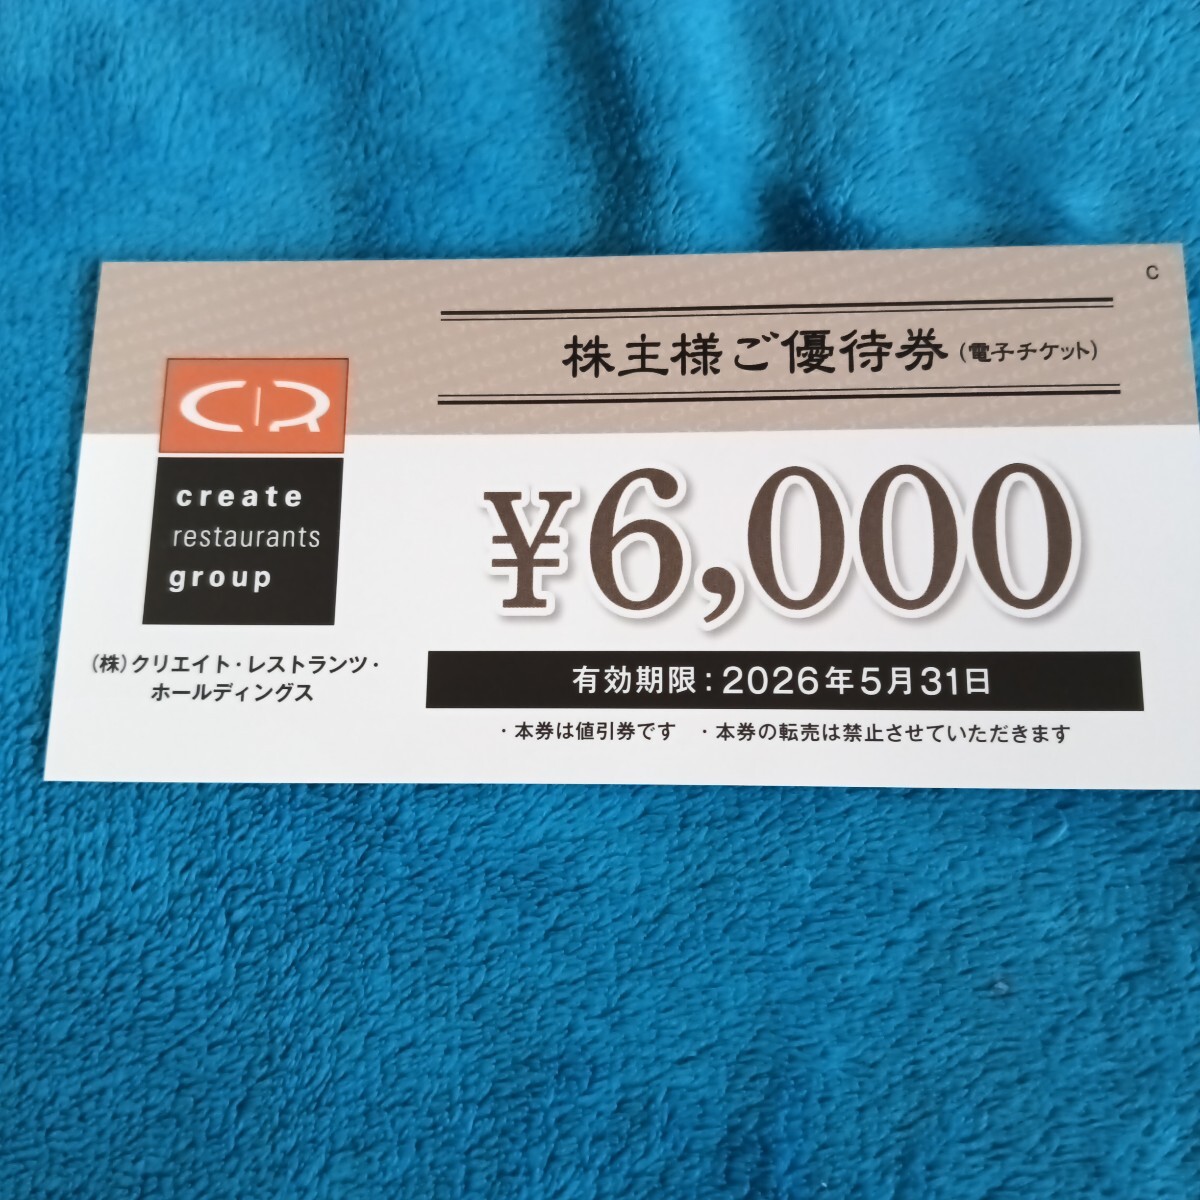 C
株主様ご優待券(電子チケット)
CR
create
restaurants
group
¥6,000
(株)クリエイト・レストランツ・
ホールディングス
有効期限:2026年5月31日
・本券は値引券です ・本券の転売は禁止させていただきます